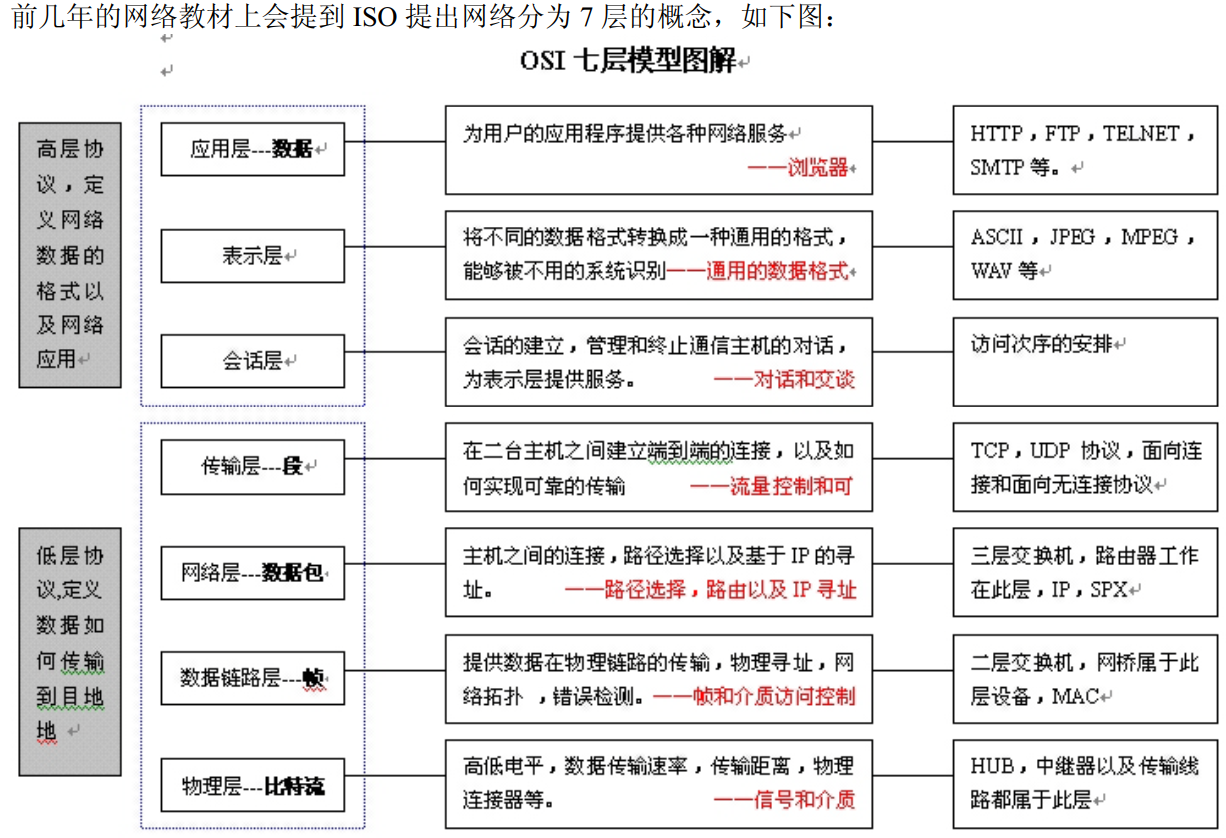 前几年的网络教材上会提到 ISO 提出网络分为 7 层的概念，如下图：
OSI 七层模型图解
高层协
议，定
义网络
数据的
格式以
及网络
应用
应用层---数据
为用户的应用程序提供各种网络服务
——浏览器
HTTP，FTP，TELNET，
SMTP 等。
表示层
将不同的数据格式转换成一种通用的格式，
能够被不用的系统识别——通用的数据格式
ASCII，JPEG，MPEG，
WAV 等
会话层
会话的建立，管理和终止通信主机的对话，
为表示层提供服务。 ——对话和交谈
访问次序的安排
低层协
议,定义
数据如
何传输
到目地
地
传输层---段
在二台主机之间建立端到端的连接，以及如
何实现可靠的传输 ——流量控制和可
TCP，UDP 协议，面向连
接和面向无连接协议
网络层---数据包
主机之间的连接，路径选择以及基于 IP 的寻
址。 ——路径选择，路由以及 IP 寻址
三层交换机，路由器工作
在此层，IP，SPX
数据链路层---帧
提供数据在物理链路的传输，物理寻址，网
络拓扑 ，错误检测。——帧和介质访问控制
二层交换机，网桥属于此
层设备，MAC
物理层---比特流
高低电平，数据传输速率，传输距离，物理
连接器等。 ——信号和介质
HUB，中继器以及传输线
路都属于此层